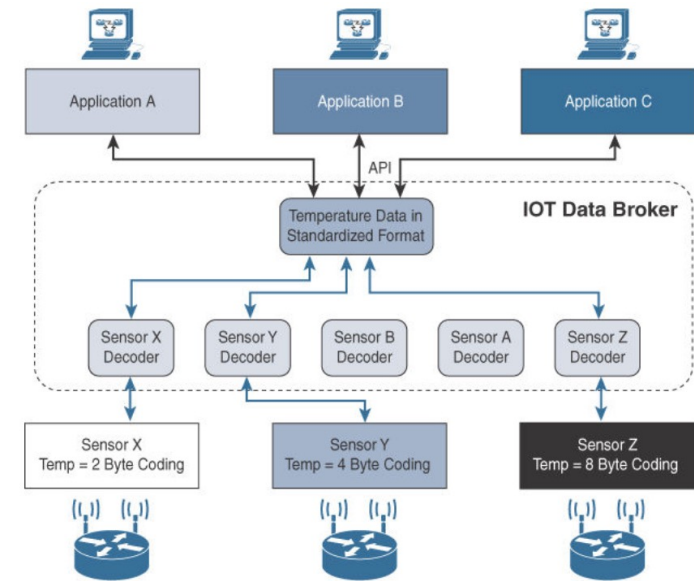 Application A
Application B
Application C
API
IOT Data Broker
Temperature Data in
Standardized Format
Sensor X
Decoder
Sensor Y
Decoder
Sensor B
Decoder
Sensor A
Decoder
Sensor Z
Decoder
Sensor X
Temp = 2 Byte Coding
Sensor Y
Temp = 4 Byte Coding
Sensor Z
Temp = 8 Byte Coding